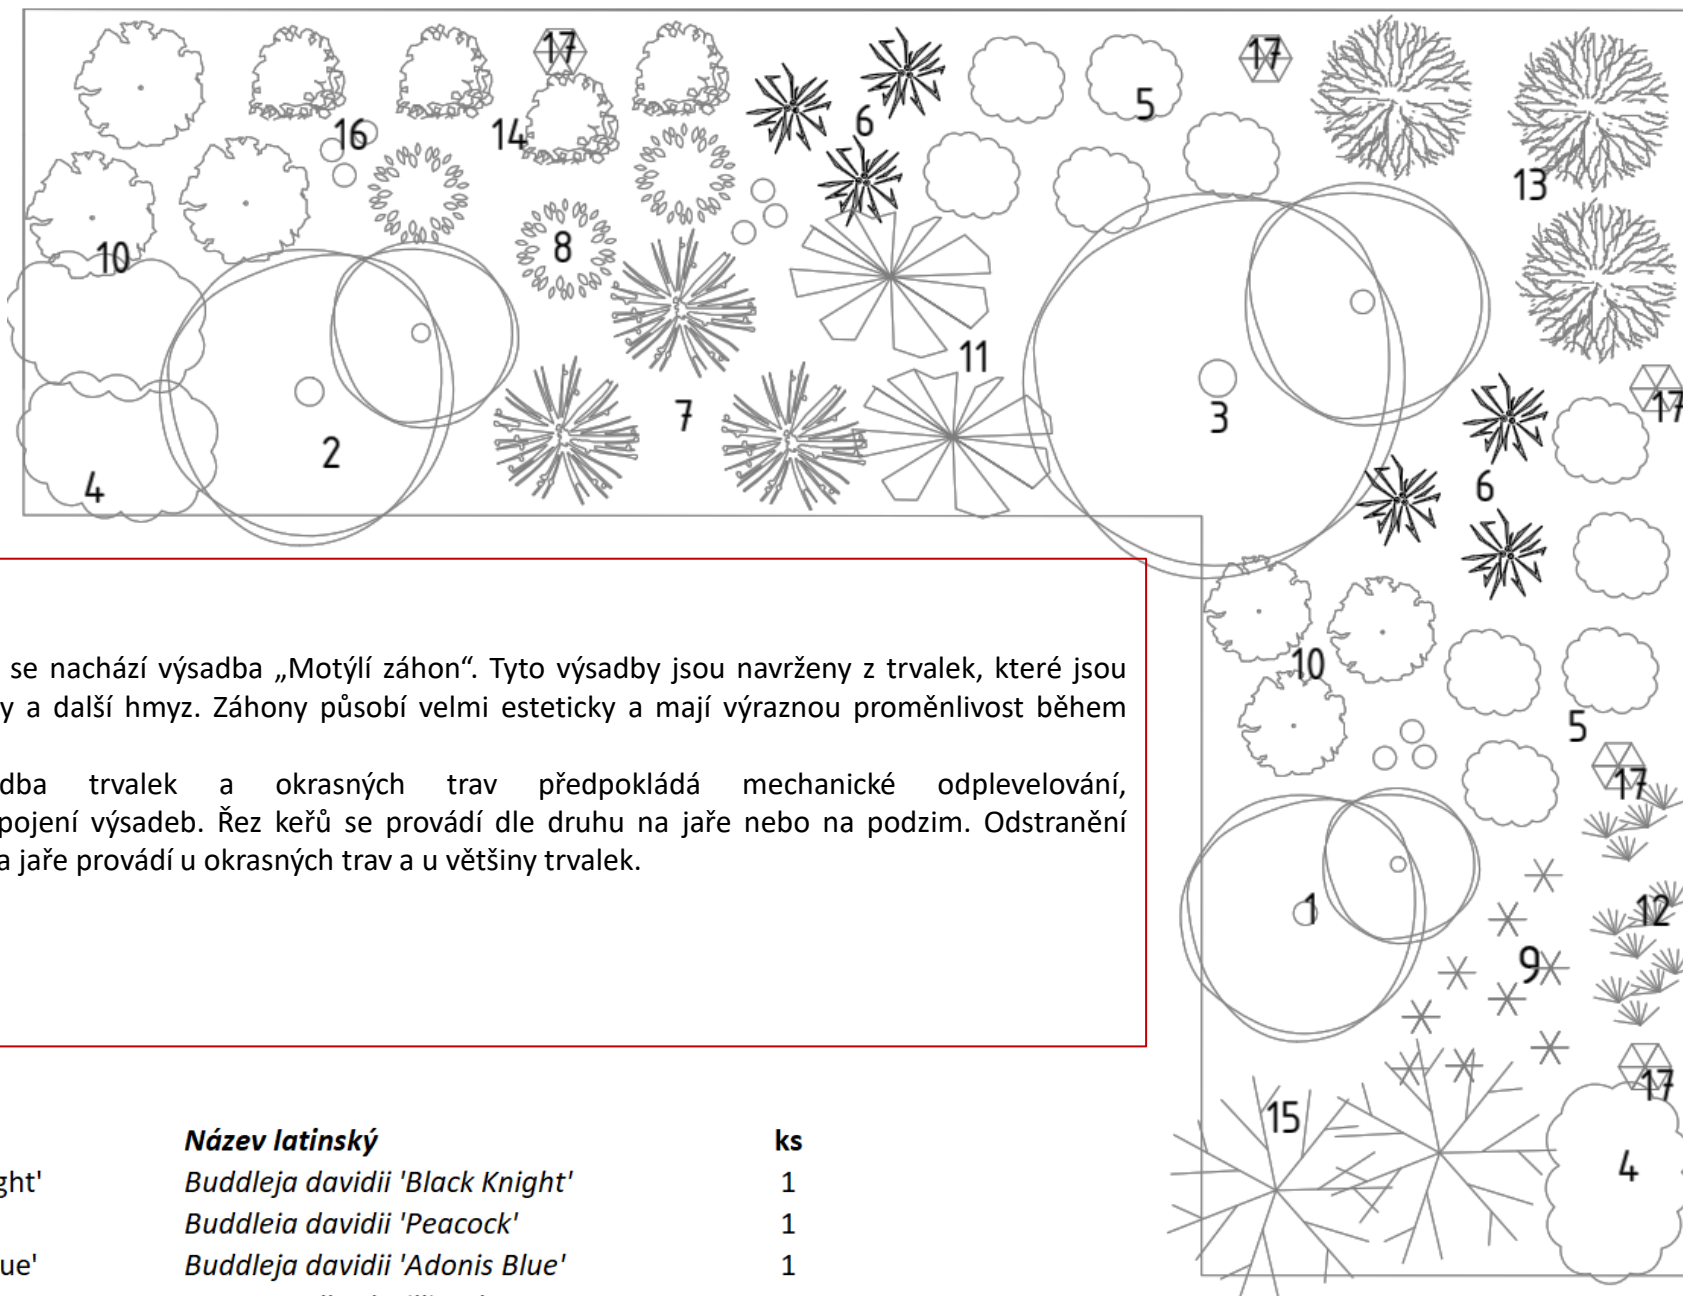 17
17
5
16
14
6
13
8
10
11
17
7
3
2
4
6
se nachází výsadba „Motýlí záhon“. Tyto výsadby jsou navrženy z trvalek, které jsou
y a další hmyz. Záhony působí velmi esteticky a mají výraznou proměnlivost během
dba trvalek a okrasných trav předpokládá mechanické odplevelování,
pojení výsadeb. Řez keřů se provádí dle druhu na jaře nebo na podzim. Odstranění
a jaře provádí u okrasných trav a u většiny trvalek.
10
5
17
1
12
9
17
15
4
Název latinský ks
ght' Buddleja davidii 'Black Knight' 1
Buddleia davidii 'Peacock' 1
ue' Buddleja davidii 'Adonis Blue' 1